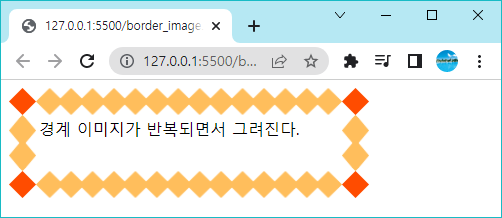 127.0.0.1:5500/border_image
127.0.0.1:5500/b...
경계 이미지가 반복되면서 그려진다.